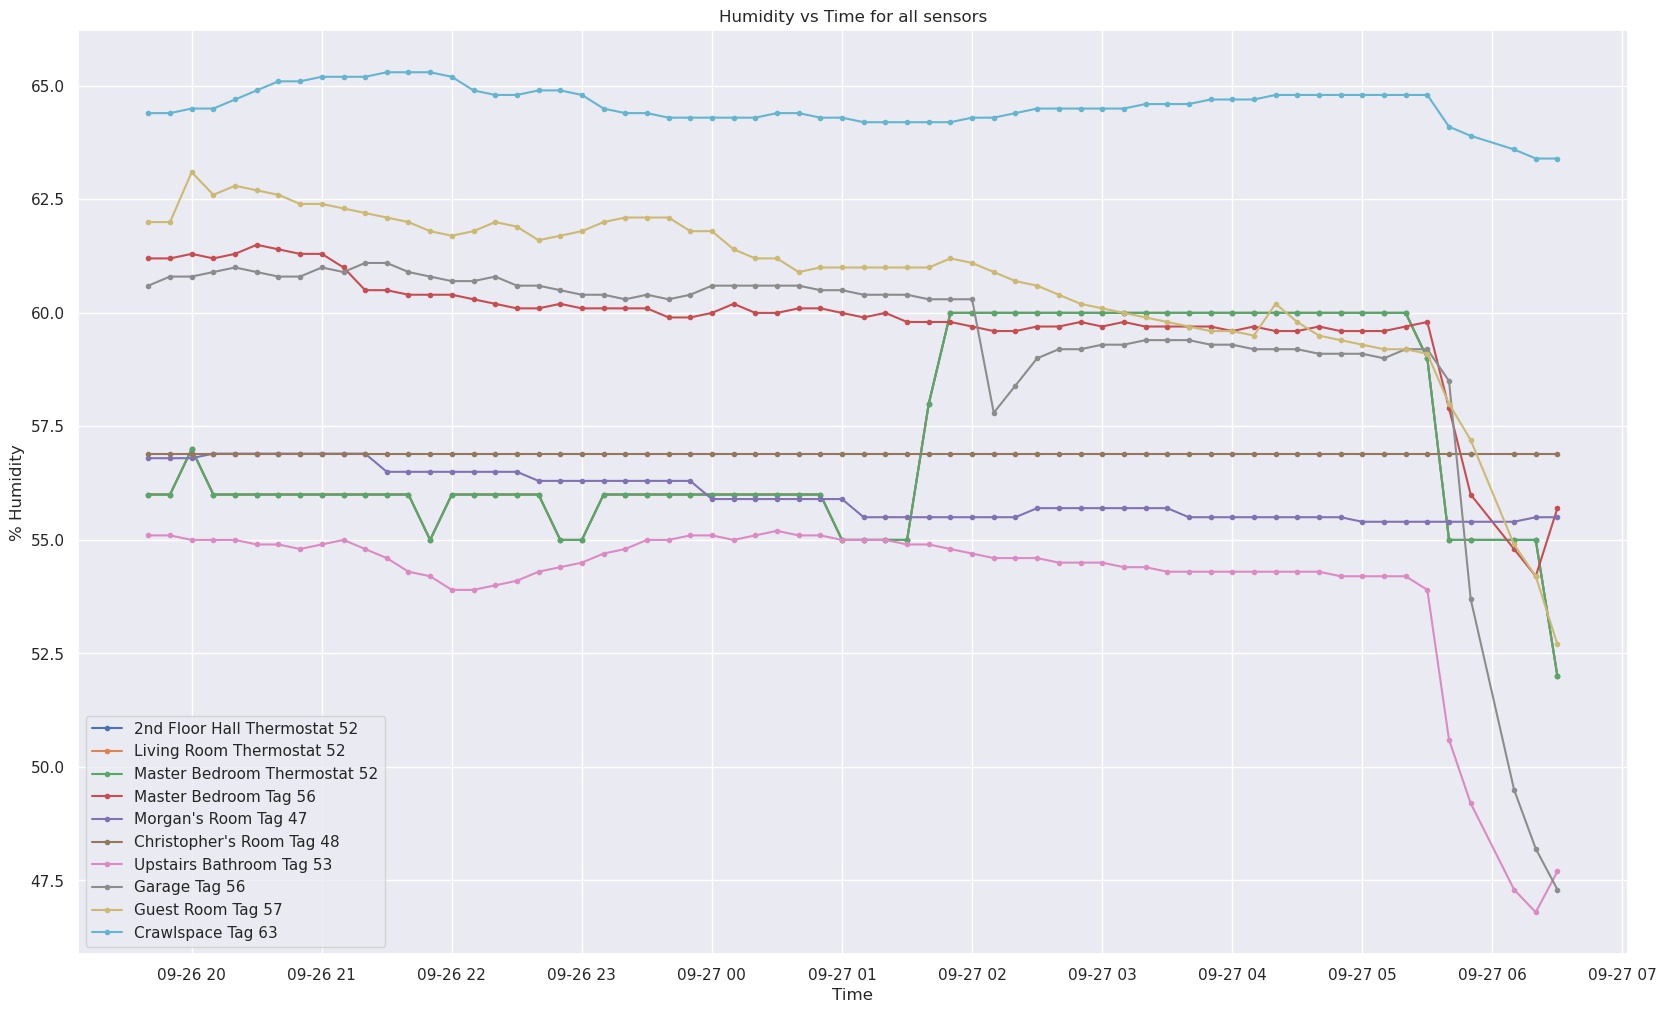 Humidity vs Time for all sensors
65.0
62.5
60.0
57.5
55.0
52.5
50.0
47.5
% Humidity
2nd Floor Hall Thermostat 52
Living Room Thermostat 52
Master Bedroom Thermostat 52
Master Bedroom Tag 56
Morgan's Room Tag 47
Christopher's Room Tag 48
Upstairs Bathroom Tag 53
Garage Tag 56
Guest Room Tag 57
Crawlspace Tag 63
09-26 20 09-26 21 09-26 22 09-26 23 09-27 00 09-27 01 09-27 02 09-27 03 09-27 04 09-27 05 09-27 06 09-27 07
Time